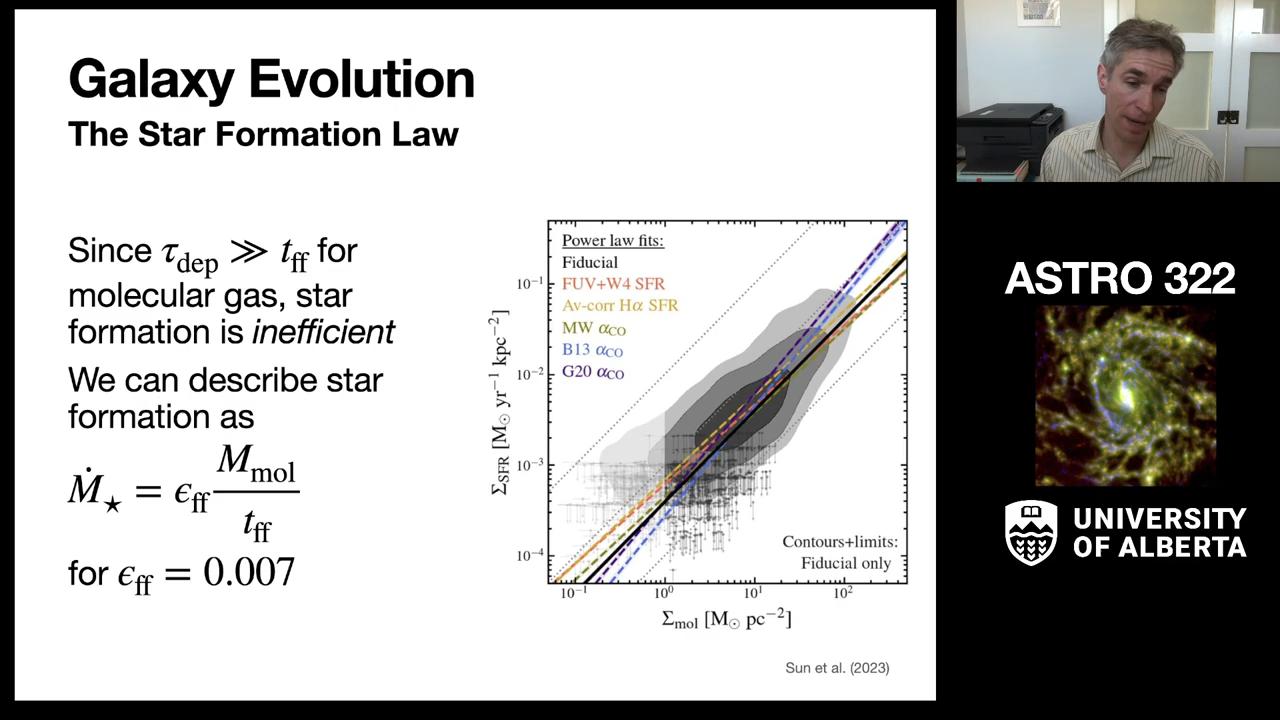 Galaxy Evolution
The Star Formation Law
Since τdep ≫ tff for
molecular gas, star
formation is inefficient
We can describe star
formation as
Ṁ⋆ = ϵff Mmol / tff
for ϵff = 0.007
Power law fits:
Fiducial
FUV+W4 SFR
Av-corr Hα SFR
MW αCO
B13 αCO
G20 αCO
Contours+limits:
Fiducial only
ΣSFR [M⊙ yr−1 kpc−2]
10−1
10−2
10−3
10−4
10−1 100 101 102
Σmol [M⊙ pc−2]
Sun et al. (2023)
ASTRO 322
UNIVERSITY
OF ALBERTA